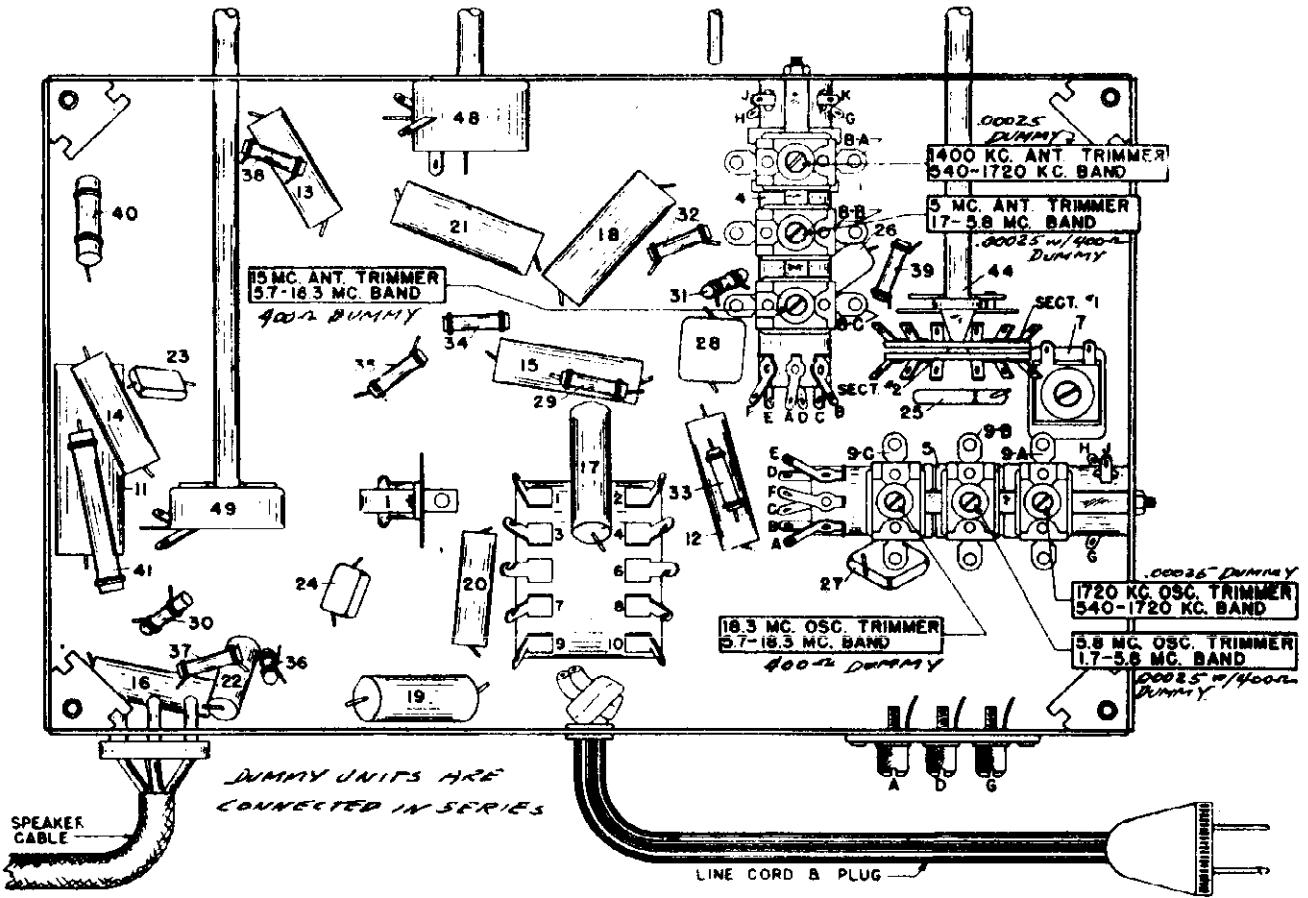 48
J
K
H
G
8-A
.00025
DUMMY
1400 KC. ANT. TRIMMER
540-1720 KC. BAND
38
13
4
40
21
18
32
8-B
26
5 MC. ANT. TRIMMER
1.7-5.8 MC. BAND
.00025 w/400Ω
DUMMY
39
44
15 MC. ANT. TRIMMER
5.7-18.3 MC. BAND
400Ω DUMMY
31
8-C
SECT. #1
7
34
28
23
35
15
29
SECT. #2
25
F E A D C B
14
11
17
33
12
E
D
F
C
B
A
9-C
5
9-B
9-A
H
J
G
49
1
1
2
3
4
6
7
8
9
10
20
24
41
30
27
.00025 DUMMY
1720 KC. OSC. TRIMMER
540-1720 KC. BAND
18.3 MC. OSC. TRIMMER
5.7-18.3 MC. BAND
400Ω DUMMY
5.8 MC. OSC. TRIMMER
1.7-5.8 MC. BAND
.00025 w/400Ω
DUMMY
37
36
16
22
19
A
D
G
DUMMY UNITS ARE
CONNECTED IN SERIES
SPEAKER
CABLE
LINE CORD & PLUG